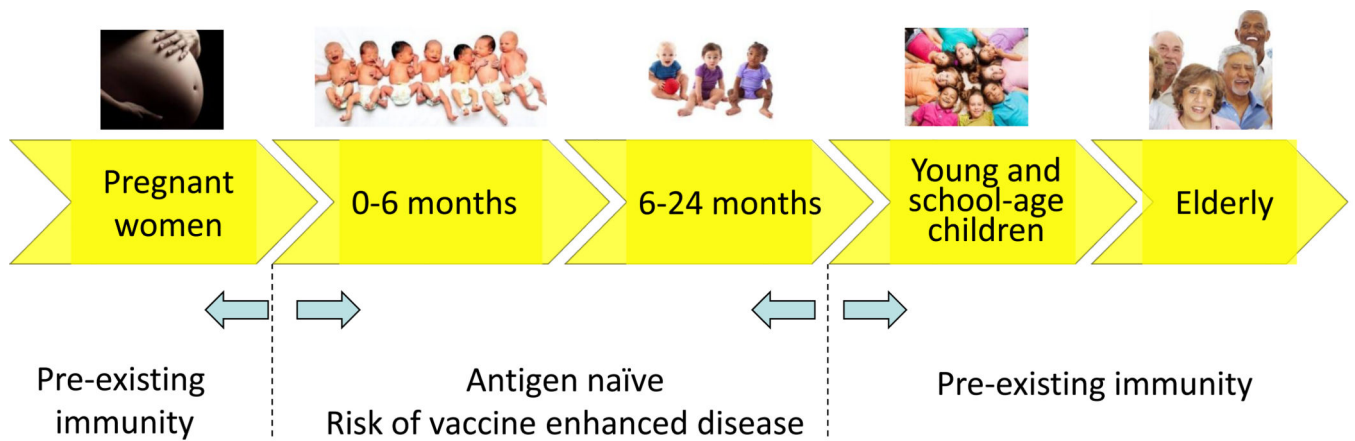 Pregnant
women
0-6 months
6-24 months
Young and
school-age
children
Elderly
Pre-existing
immunity
Antigen naïve
Risk of vaccine enhanced disease
Pre-existing immunity